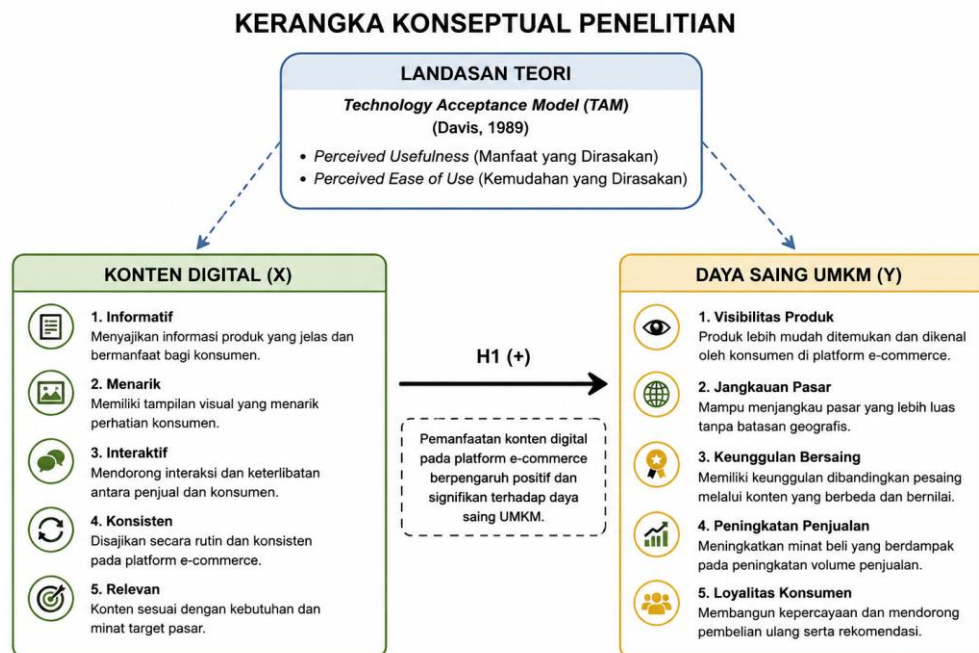 KERANGKA KONSEPTUAL PENELITIAN
LANDASAN TEORI
Technology Acceptance Model (TAM)
(Davis, 1989)
• Perceived Usefulness (Manfaat yang Dirasakan)
• Perceived Ease of Use (Kemudahan yang Dirasakan)
KONTEN DIGITAL (X)
1. Informatif
Menyajikan informasi produk yang jelas dan
bermanfaat bagi konsumen.
2. Menarik
Memiliki tampilan visual yang menarik
perhatian konsumen.
3. Interaktif
Mendorong interaksi dan keterlibatan
antara penjual dan konsumen.
4. Konsisten
Disajikan secara rutin dan konsisten
pada platform e-commerce.
5. Relevan
Konten sesuai dengan kebutuhan dan
minat target pasar.
H1 (+)
Pemanfaatan konten digital
pada platform e-commerce
berpengaruh positif dan
signifikan terhadap daya
saing UMKM.
DAYA SAING UMKM (Y)
1. Visibilitas Produk
Produk lebih mudah ditemukan dan dikenal
oleh konsumen di platform e-commerce.
2. Jangkauan Pasar
Mampu menjangkau pasar yang lebih luas
tanpa batasan geografis.
3. Keunggulan Bersaing
Memiliki keunggulan dibandingkan pesaing
melalui konten yang berbeda dan bernilai.
4. Peningkatan Penjualan
Meningkatkan minat beli yang berdampak
pada peningkatan volume penjualan.
5. Loyalitas Konsumen
Membangun kepercayaan dan mendorong
pembelian ulang serta rekomendasi.